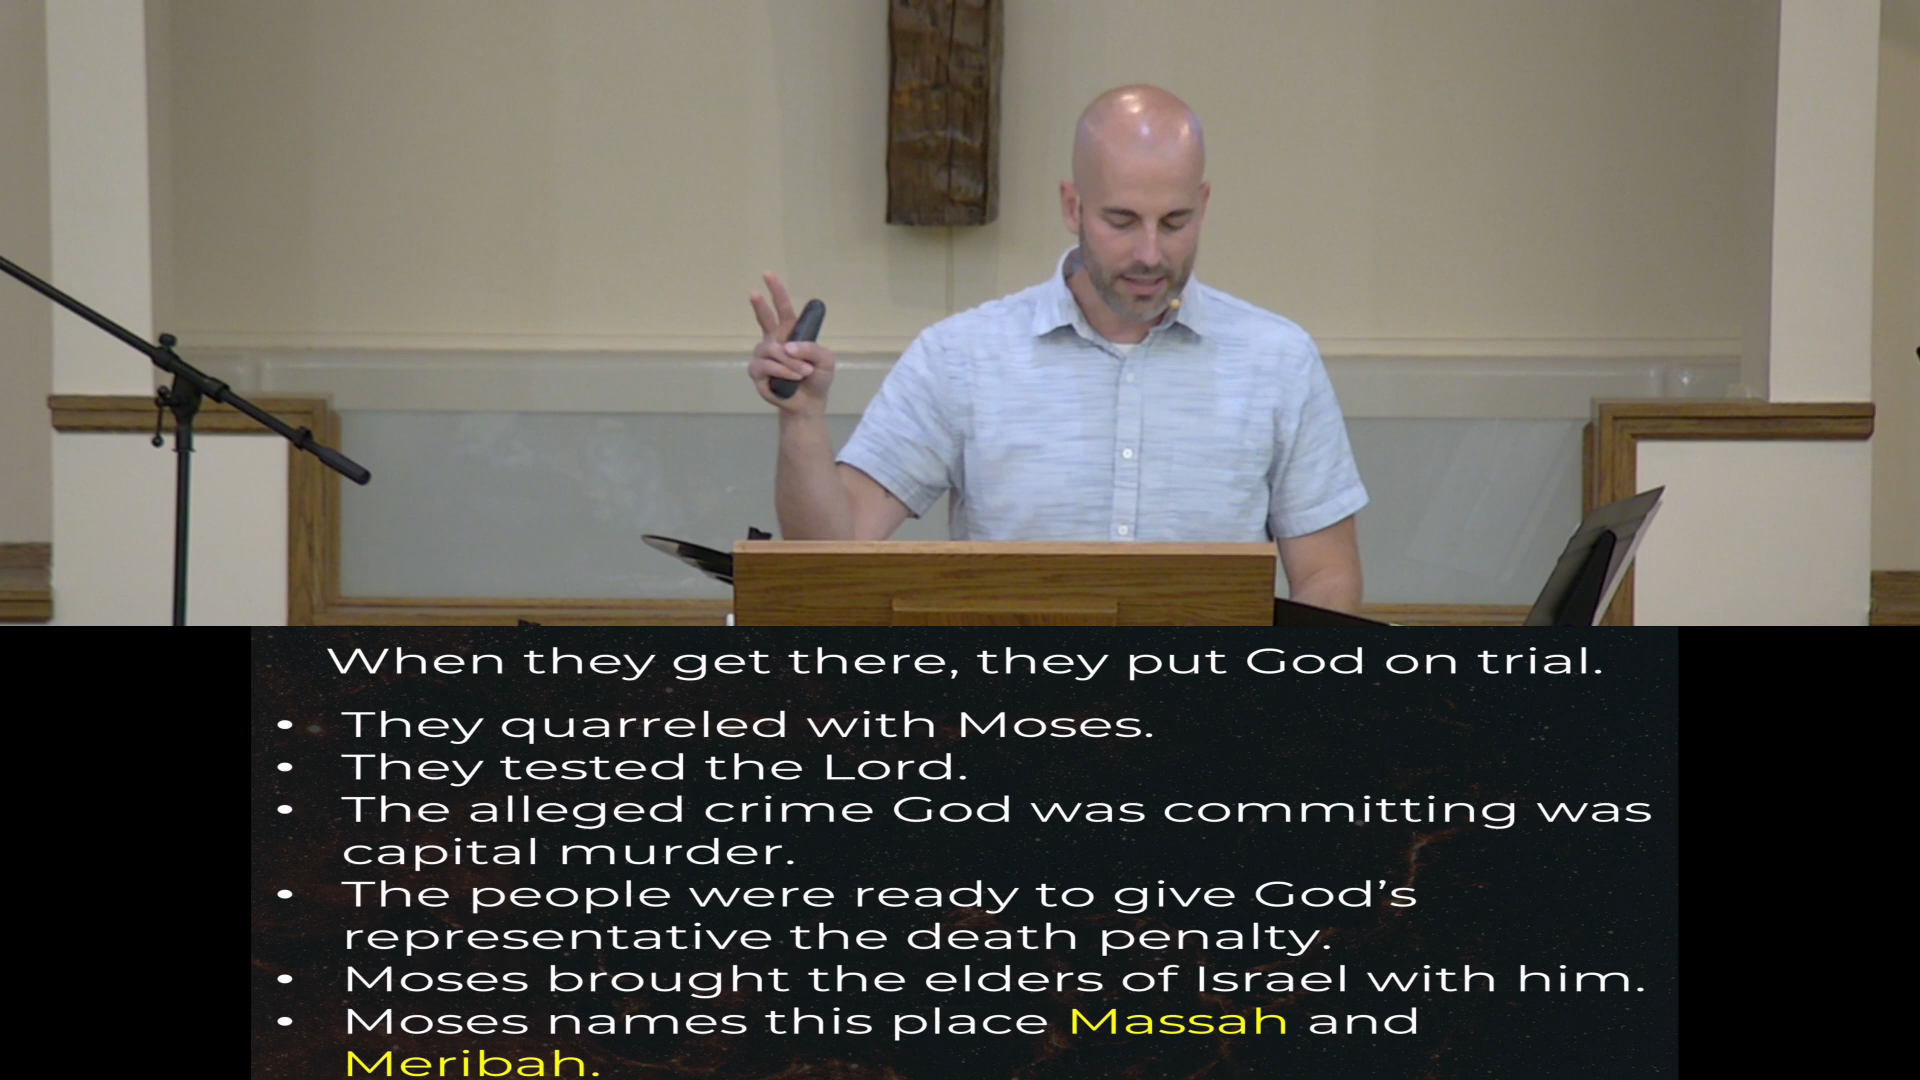 When they get there, they put God on trial.
• They quarreled with Moses.
• They tested the Lord.
• The alleged crime God was committing was
capital murder.
• The people were ready to give God's
representative the death penalty.
• Moses brought the elders of Israel with him.
• Moses names this place Massah and
Meribah.